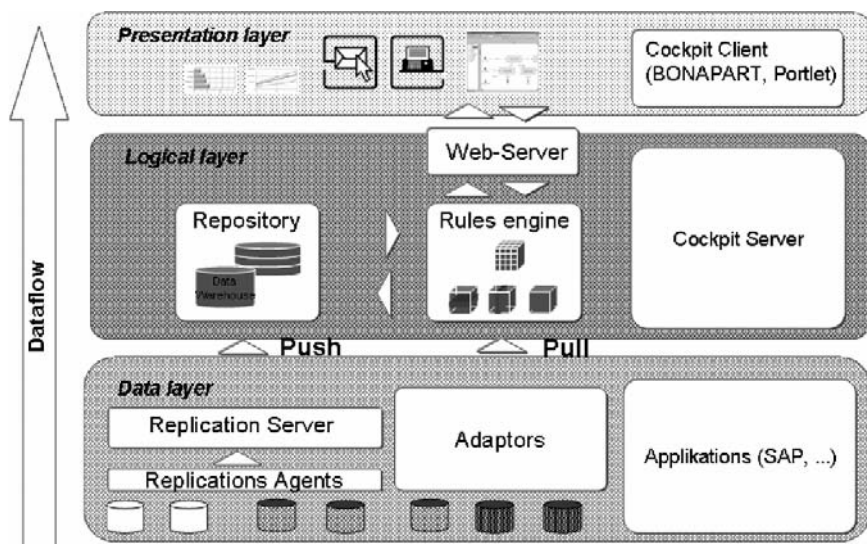 Presentation layer
Cockpit Client
(BONAPART, Portlet)
Logical layer
Web-Server
Repository
Data
Warehouse
Rules engine
Cockpit Server
Dataflow
Push
Pull
Data layer
Replication Server
Replications Agents
Adaptors
Applikations (SAP, ...)